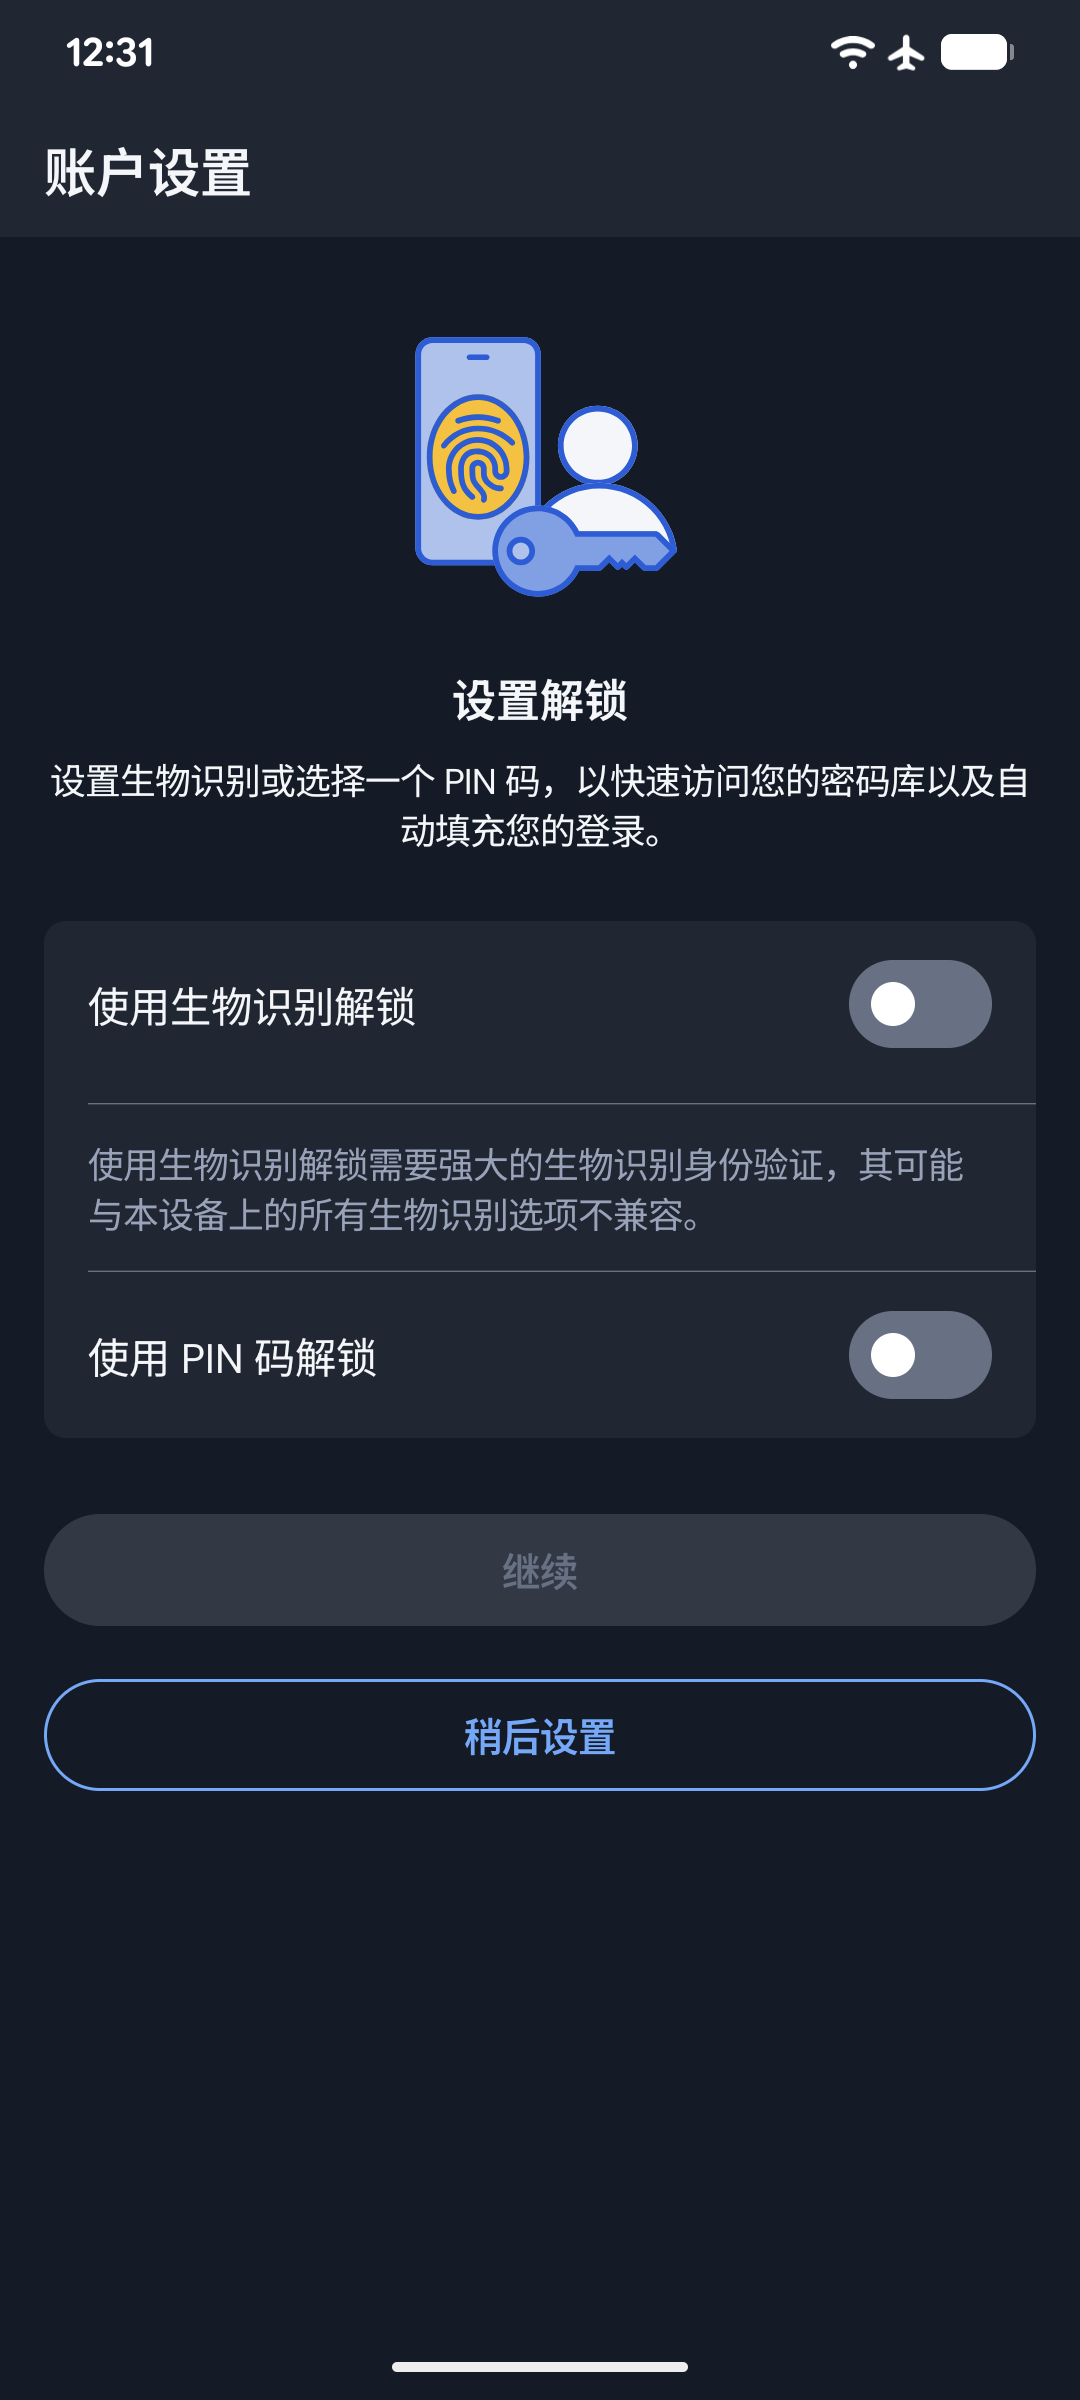 12:31
账户设置
设置解锁
设置生物识别或选择一个 PIN 码，以快速访问您的密码库以及自
动填充您的登录。
使用生物识别解锁
使用生物识别解锁需要强大的生物识别身份验证，其可能
与本设备上的所有生物识别选项不兼容。
使用 PIN 码解锁
继续
稍后设置